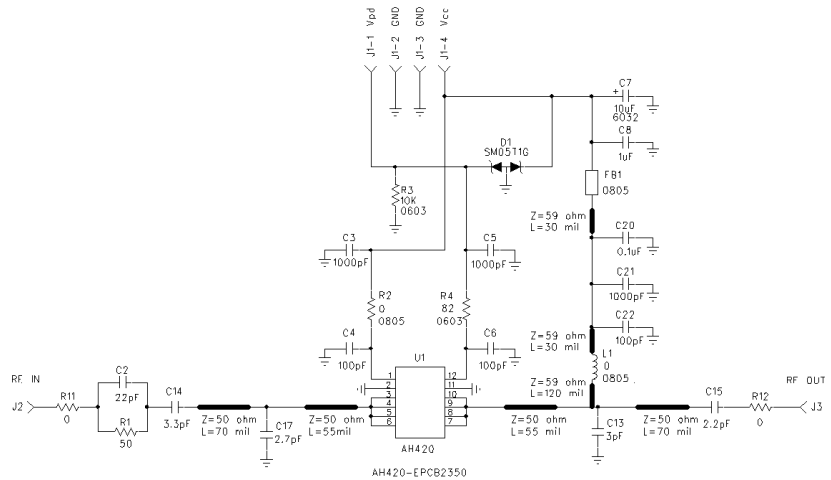 J1-1 Vpd
J1-2 GND
J1-3 GND
J1-4 Vcc
C7
+
10uF
6032
C8
1uF
D1
SM05T1G
FB1
0805
R3
10K
0603
Z=59 ohm
L=30 mil
C20
0.1uF
C3
1000pF
C5
1000pF
C21
1000pF
R2
0
0805
R4
82
0603
C22
100pF
C4
100pF
C6
100pF
Z=59 ohm
L=30 mil
L1
0
0805
U1
1
2
3
4
5
6
12
11
10
9
8
7
AH420
Z=59 ohm
L=120 mil
RF IN
J2
R11
0
C2
22pF
R1
50
C14
3.3pF
Z=50 ohm
L=70 mil
C17
2.7pF
Z=50 ohm
L=55mil
Z=50 ohm
L=55 mil
C13
3pF
Z=50 ohm
L=70 mil
C15
2.2pF
R12
0
RF OUT
J3
AH420-EPCB2350